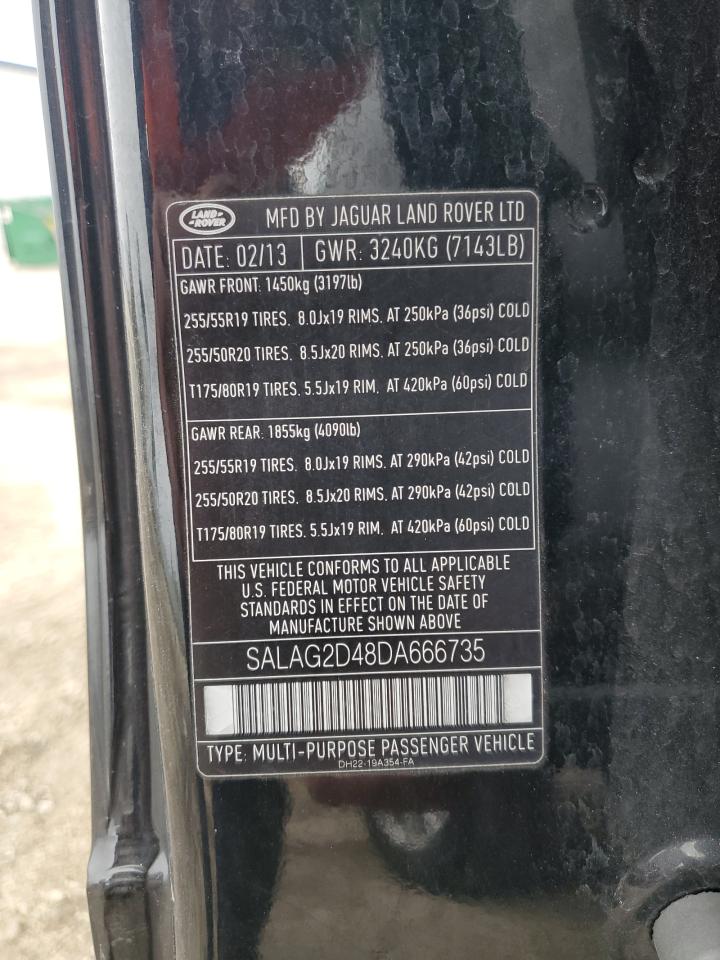 LAND-
-ROVER
MFD BY JAGUAR LAND ROVER LTD
DATE: 02/13 GWR: 3240KG (7143LB)
GAWR FRONT: 1450kg (3197lb)
255/55R19 TIRES. 8.0Jx19 RIMS. AT 250kPa (36psi) COLD
255/50R20 TIRES. 8.5Jx20 RIMS. AT 250kPa (36psi) COLD
T175/80R19 TIRES. 5.5Jx19 RIM. AT 420kPa (60psi) COLD
GAWR REAR: 1855kg (4090lb)
255/55R19 TIRES. 8.0Jx19 RIMS. AT 290kPa (42psi) COLD
255/50R20 TIRES. 8.5Jx20 RIMS. AT 290kPa (42psi) COLD
T175/80R19 TIRES. 5.5Jx19 RIM. AT 420kPa (60psi) COLD
THIS VEHICLE CONFORMS TO ALL APPLICABLE
U.S. FEDERAL MOTOR VEHICLE SAFETY
STANDARDS IN EFFECT ON THE DATE OF
MANUFACTURE SHOWN ABOVE
SALAG2D48DA666735
TYPE: MULTI-PURPOSE PASSENGER VEHICLE
DH22-19A354-FA